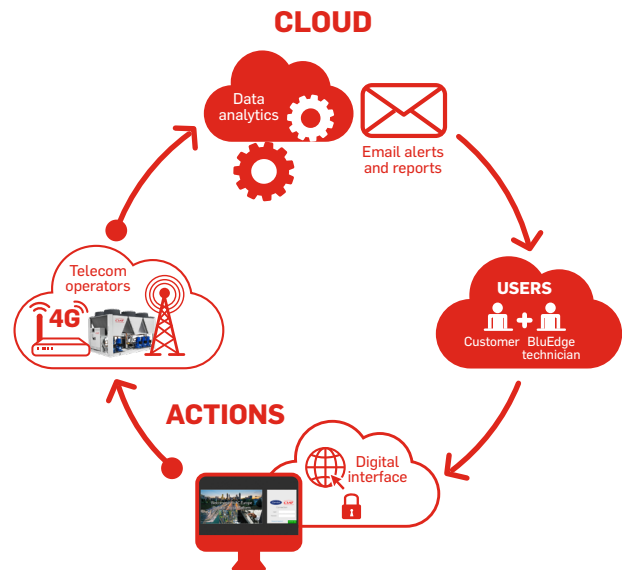 CLOUD
Data
analytics
Email alerts
and reports
Telecom
operators
4G
USERS
Customer
BluEdge
technician
ACTIONS
Digital
interface